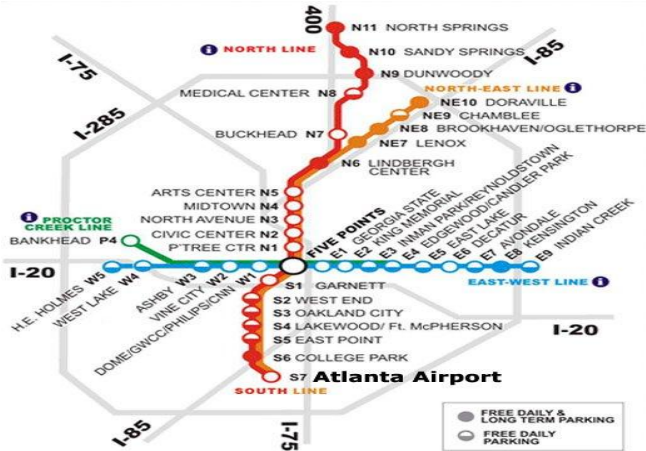 400
N11 NORTH SPRINGS
i NORTH LINE
N10 SANDY SPRINGS
I-85
I-75
N9 DUNWOODY
NORTH-EAST LINE i
MEDICAL CENTER N8
NE10 DORAVILLE
NE9 CHAMBLEE
I-285
BUCKHEAD N7
NE8 BROOKHAVEN/OGLETHORPE
NE7 LENOX
N6 LINDBERGH
CENTER
ARTS CENTER N5
MIDTOWN N4
NORTH AVENUE N3
CIVIC CENTER N2
P'TREE CTR N1
i PROCTOR
CREEK LINE
BANKHEAD P4
FIVE POINTS
E1 GEORGIA STATE
E2 KING MEMORIAL
E3 INMAN PARK/REYNOLDSTOWN
E4 EDGEWOOD/CANDLER PARK
E5 EAST LAKE
E6 DECATUR
E7 AVONDALE
E8 KENSINGTON
E9 INDIAN CREEK
I-20
H.E. HOLMES W5
WEST LAKE W4
ASHBY W3
VINE CITY W2
DOME/GWCC/PHILIPS/CNN W1
EAST-WEST LINE i
S1 GARNETT
S2 WEST END
S3 OAKLAND CITY
S4 LAKEWOOD/ Ft. McPHERSON
I-20
S5 EAST POINT
S6 COLLEGE PARK
S7 Atlanta Airport
SOUTH LINE
I-85
I-75
FREE DAILY &
LONG TERM PARKING
FREE DAILY
PARKING